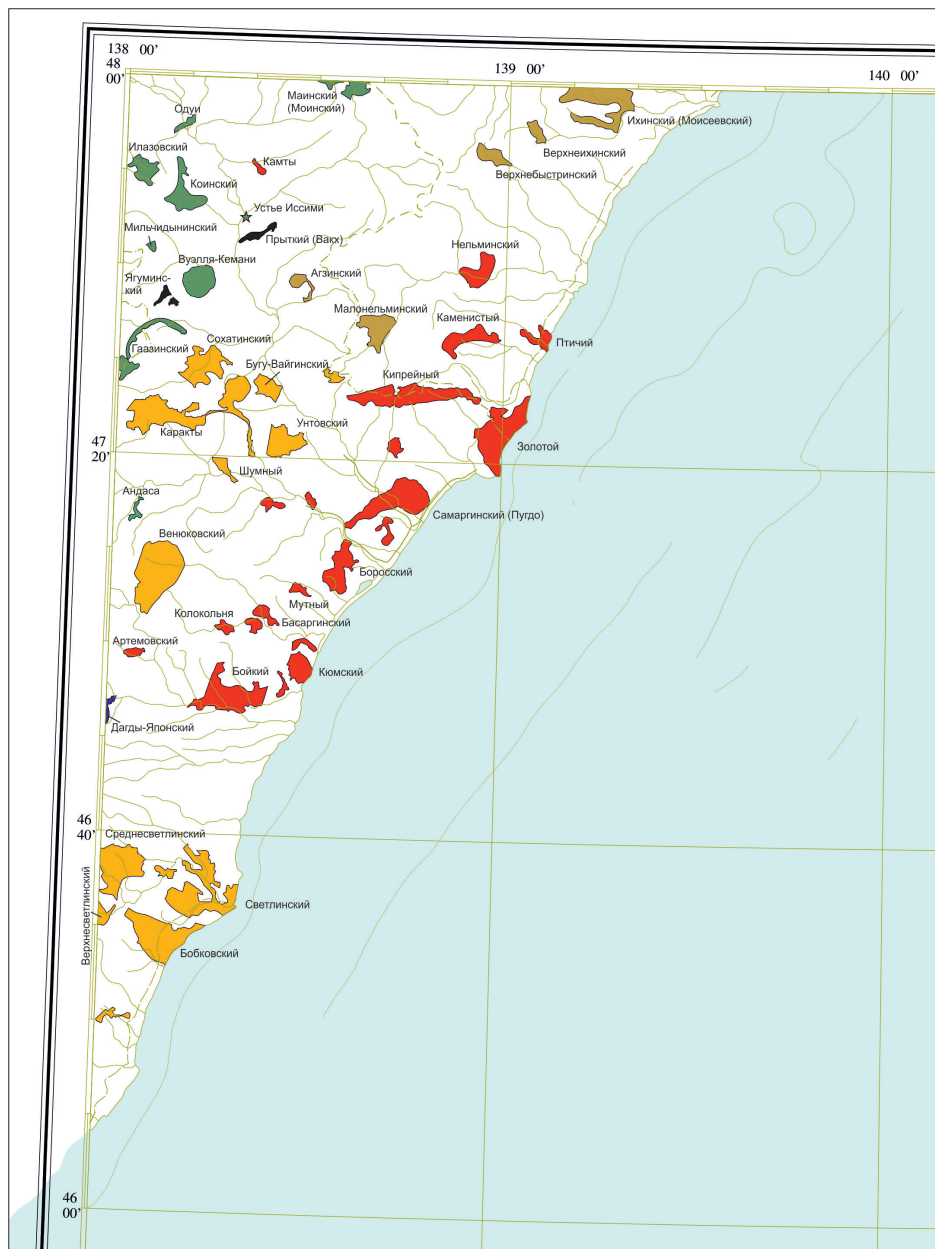 138 00’
139 00’
140 00’
48
00’
Маинский
(Моинский)
Одуи
Ихинский (Моисеевский)
Илазовский
Камты
Верхнеихинский
Верхнебыстринский
Коинский
Устье Иссими
Мильчидынинский
Прыткий (Вакх)
Нельминский
Вуэлля-Кемани
Ягуминс-
кий
Агзинский
Малонельминский
Каменистый
Птичий
Гаазинский
Сохатинский
Бугу-Вайгинский
Кипрейный
Каракты
Унтовский
Золотой
47
20’
Шумный
Андаса
Самаргинский (Пугдо)
Венюковский
Боросский
Мутный
Колокольня
Басаргинский
Артемовский
Бойкий
Кюмский
Дагды-Японский
46
40’
Среднесветлинский
Верхнесветлинский
Светлинский
Бобковский
46
00’